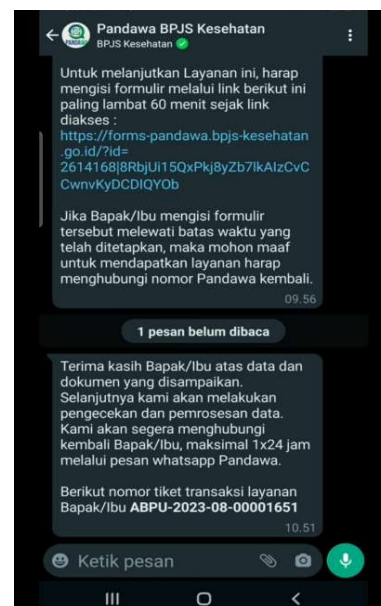 Pandawa BPJS Kesehatan
BPJS Kesehatan
Untuk melanjutkan Layanan ini, harap
mengisi formulir melalui link berikut ini
paling lambat 60 menit sejak link
diakses :
https://forms-pandawa.bpjs-kesehatan
.go.id/?id=
2614168|8RbjUi15QxPkj8yZb7lkAIzCvC
CwnvKyDCDIQYOb
Jika Bapak/Ibu mengisi formulir
tersebut melewati batas waktu yang
telah ditetapkan, maka mohon maaf
untuk mendapatkan layanan harap
menghubungi nomor Pandawa kembali.
09.56
1 pesan belum dibaca
Terima kasih Bapak/Ibu atas data dan
dokumen yang disampaikan.
Selanjutnya kami akan melakukan
pengecekan dan pemrosesan data.
Kami akan segera menghubungi
kembali Bapak/Ibu, maksimal 1x24 jam
melalui pesan whatsapp Pandawa.
Berikut nomor tiket transaksi layanan
Bapak/Ibu ABPU-2023-08-00001651
10.51
Ketik pesan